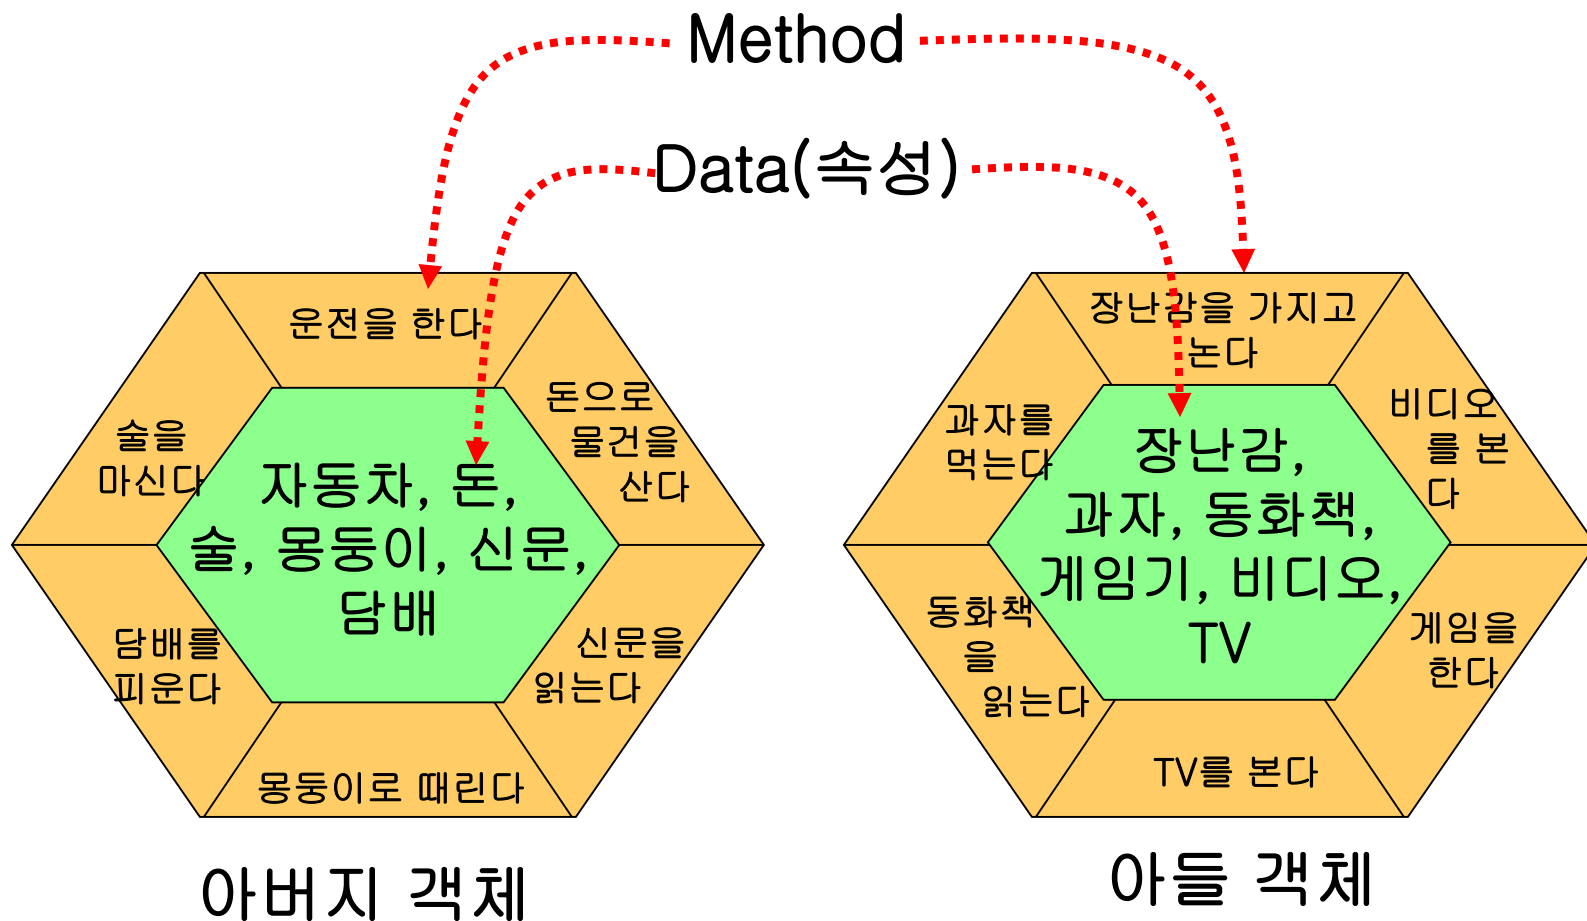 Method
Data(속성)
운전을 한다
돈으로
물건을
산다
술을
마신다
자동차, 돈,
술, 몽둥이, 신문,
담배
담배를
피운다
신문을
읽는다
몽둥이로 때린다
아버지 객체
장난감을 가지고
논다
비디오
를 본
다
과자를
먹는다
장난감,
과자, 동화책,
게임기, 비디오,
TV
동화책
을
읽는다
게임을
한다
TV를 본다
아들 객체